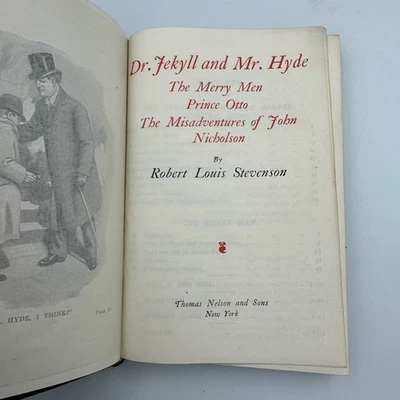 HYDE, I THINK?"
Dr. Jekyll and Mr. Hyde
The Merry Men
Prince Otto
The Misadventures of John
Nicholson
By
Robert Louis Stevenson
Thomas Nelson and Sons
New York